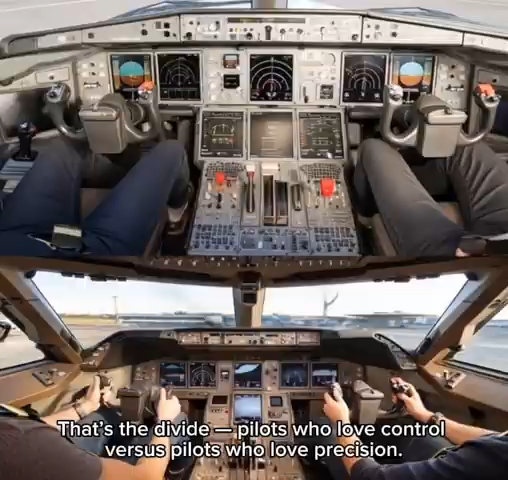 That's the divide — pilots who love control
versus pilots who love precision.